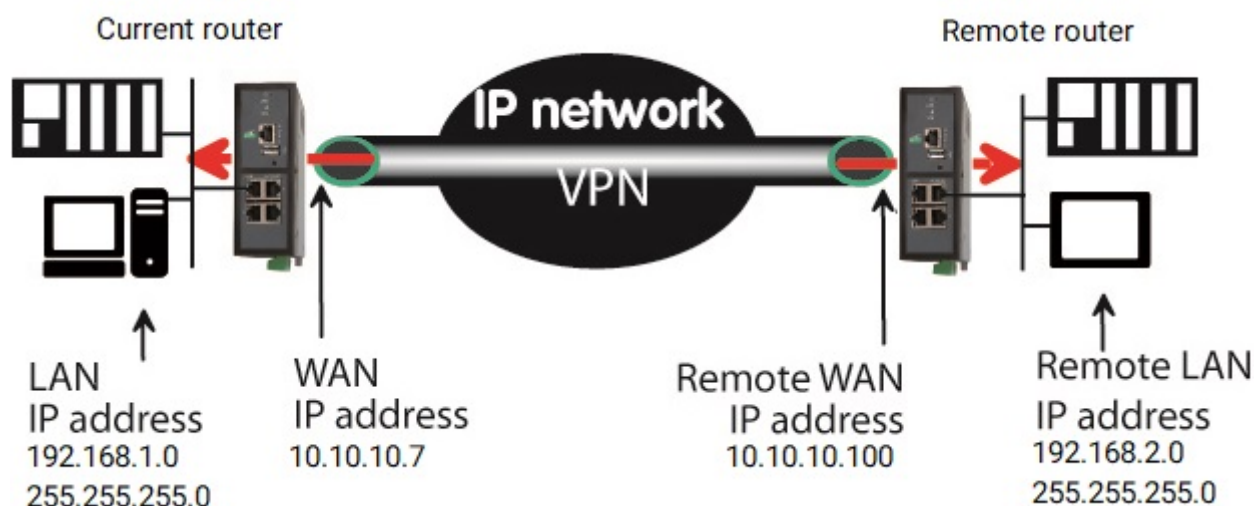 Current router
Remote router
IP network
VPN
LAN
IP address
192.168.1.0
255.255.255.0
WAN
IP address
10.10.10.7
Remote WAN
IP address
10.10.10.100
Remote LAN
IP address
192.168.2.0
255.255.255.0